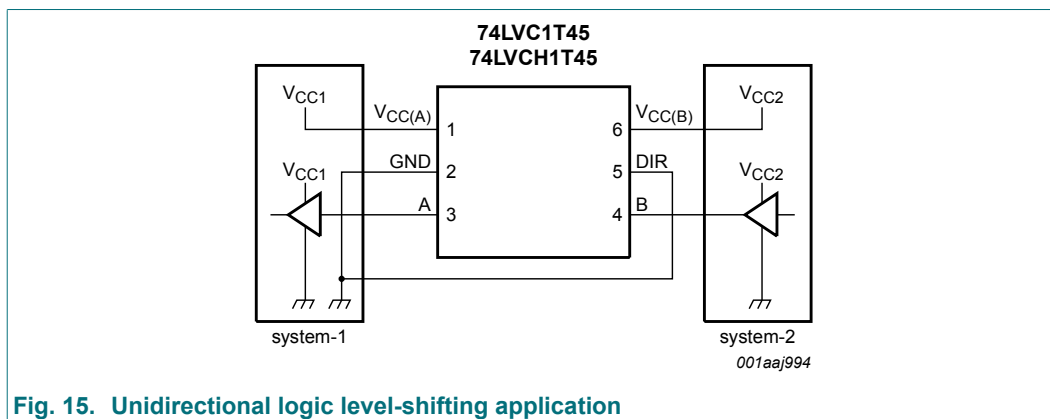 74LVC1T45
74LVCH1T45
VCC1
VCC(A)
VCC(B)
VCC2
1
6
GND
DIR
2
5
VCC1
VCC2
A
B
3
4
system-1
system-2
001aaj994
Fig. 15. Unidirectional logic level-shifting application